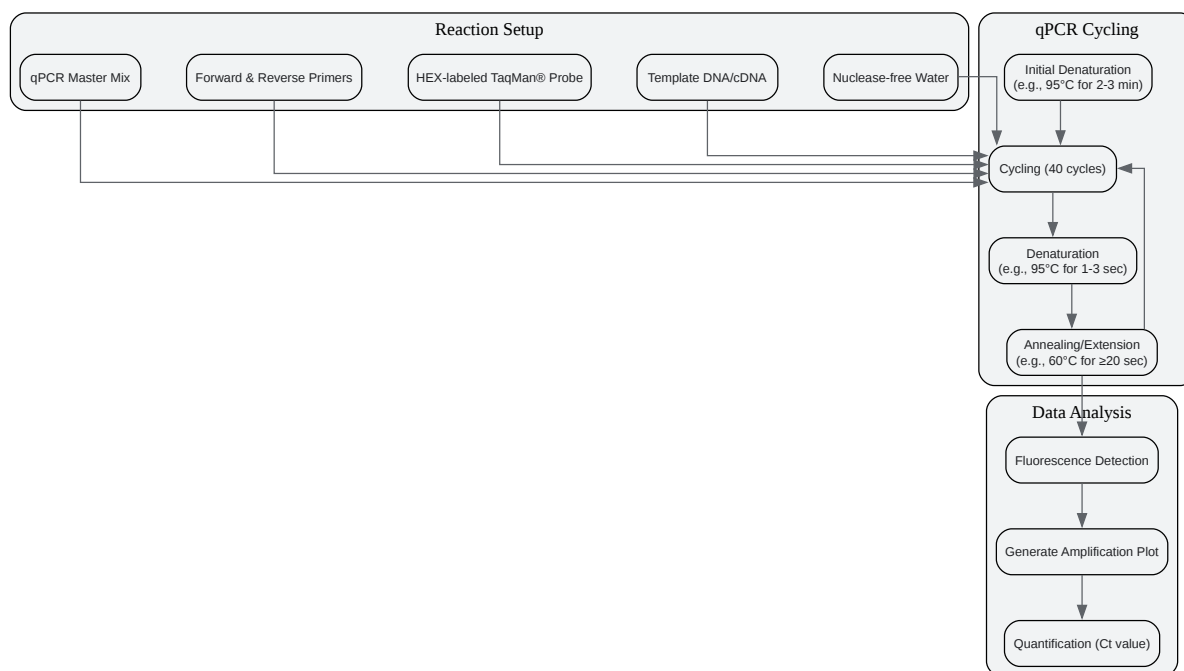 Reaction Setup
qPCR Master Mix
Forward & Reverse Primers
HEX-labeled TaqMan® Probe
Template DNA/cDNA
Nuclease-free Water
qPCR Cycling
Initial Denaturation
(e.g., 95°C for 2-3 min)
Cycling (40 cycles)
Denaturation
(e.g., 95°C for 1-3 sec)
Annealing/Extension
(e.g., 60°C for ≥20 sec)
Data Analysis
Fluorescence Detection
Generate Amplification Plot
Quantification (Ct value)